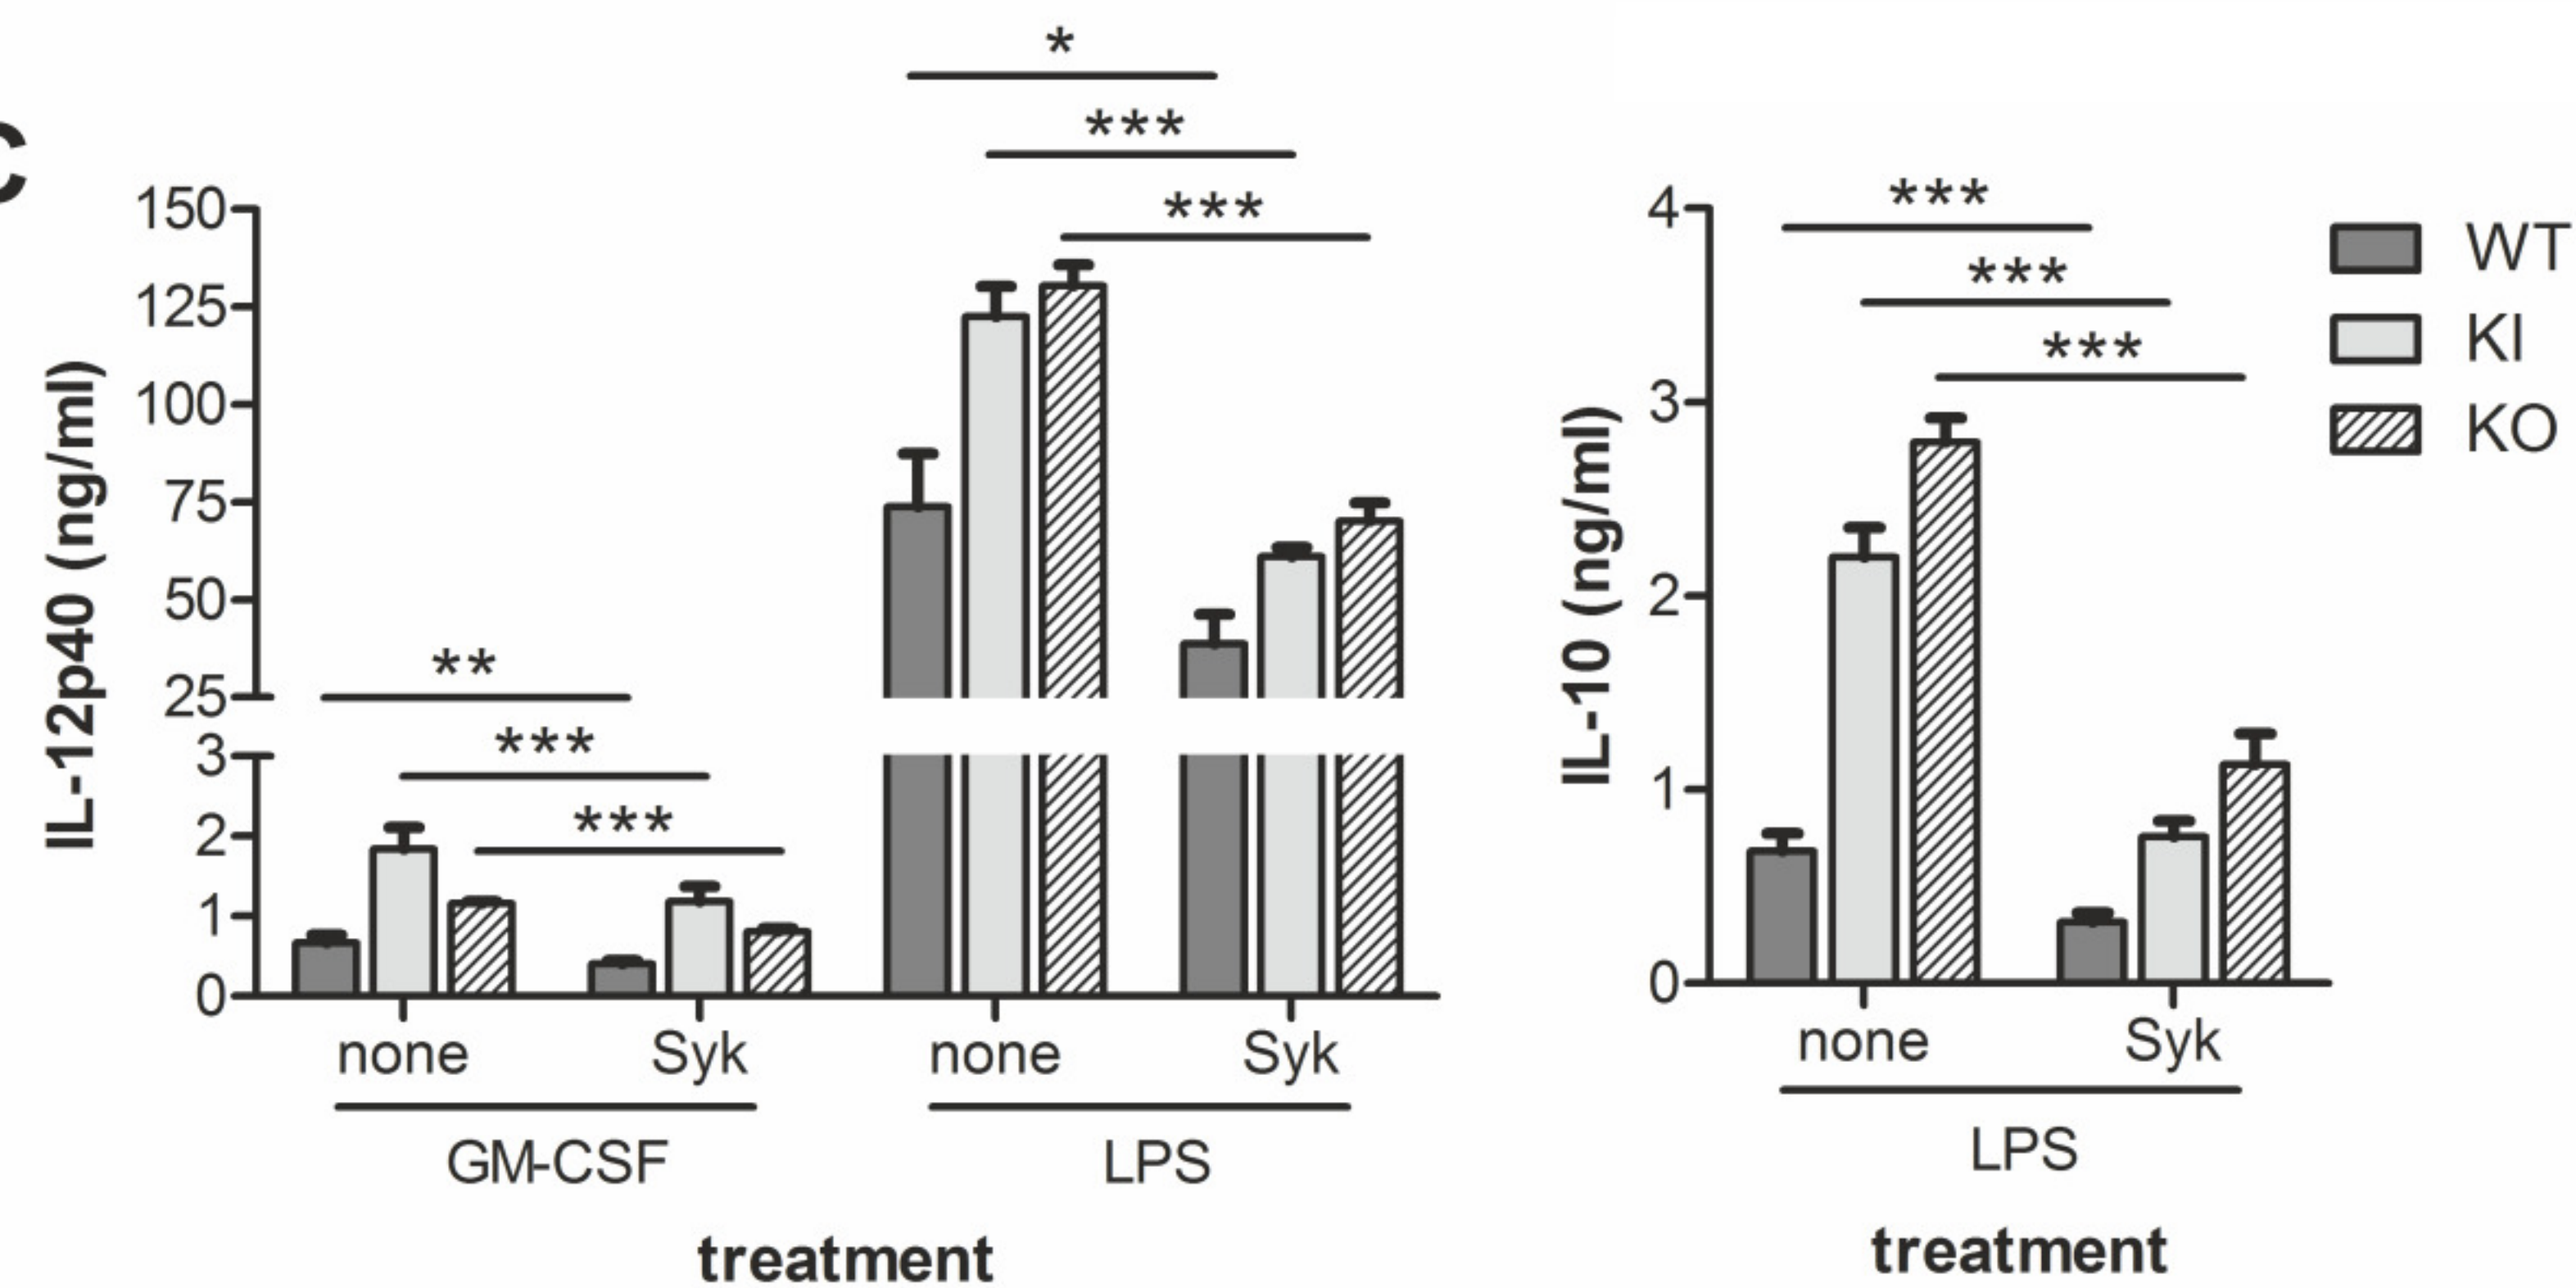 C
*
***
***
150
125
100
75
50
25
3
2
1
0
IL-12p40 (ng/ml)
**
***
***
none Syk none Syk
GM-CSF LPS
treatment
***
***
***
4
3
2
1
0
IL-10 (ng/ml)
none Syk
LPS
treatment
WT
KI
KO